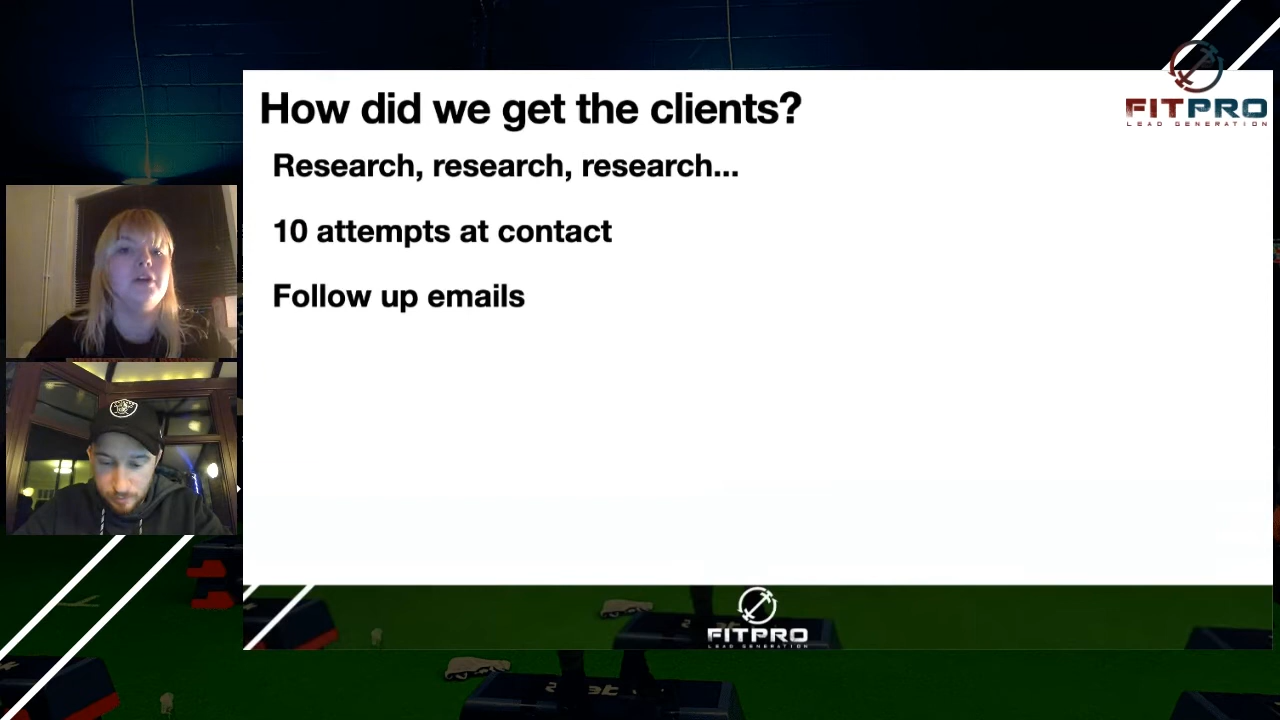 How did we get the clients?
FITPRO
LEAD GENERATION
Research, research, research...
10 attempts at contact
Follow up emails
FITPRO
LEAD GENERATION